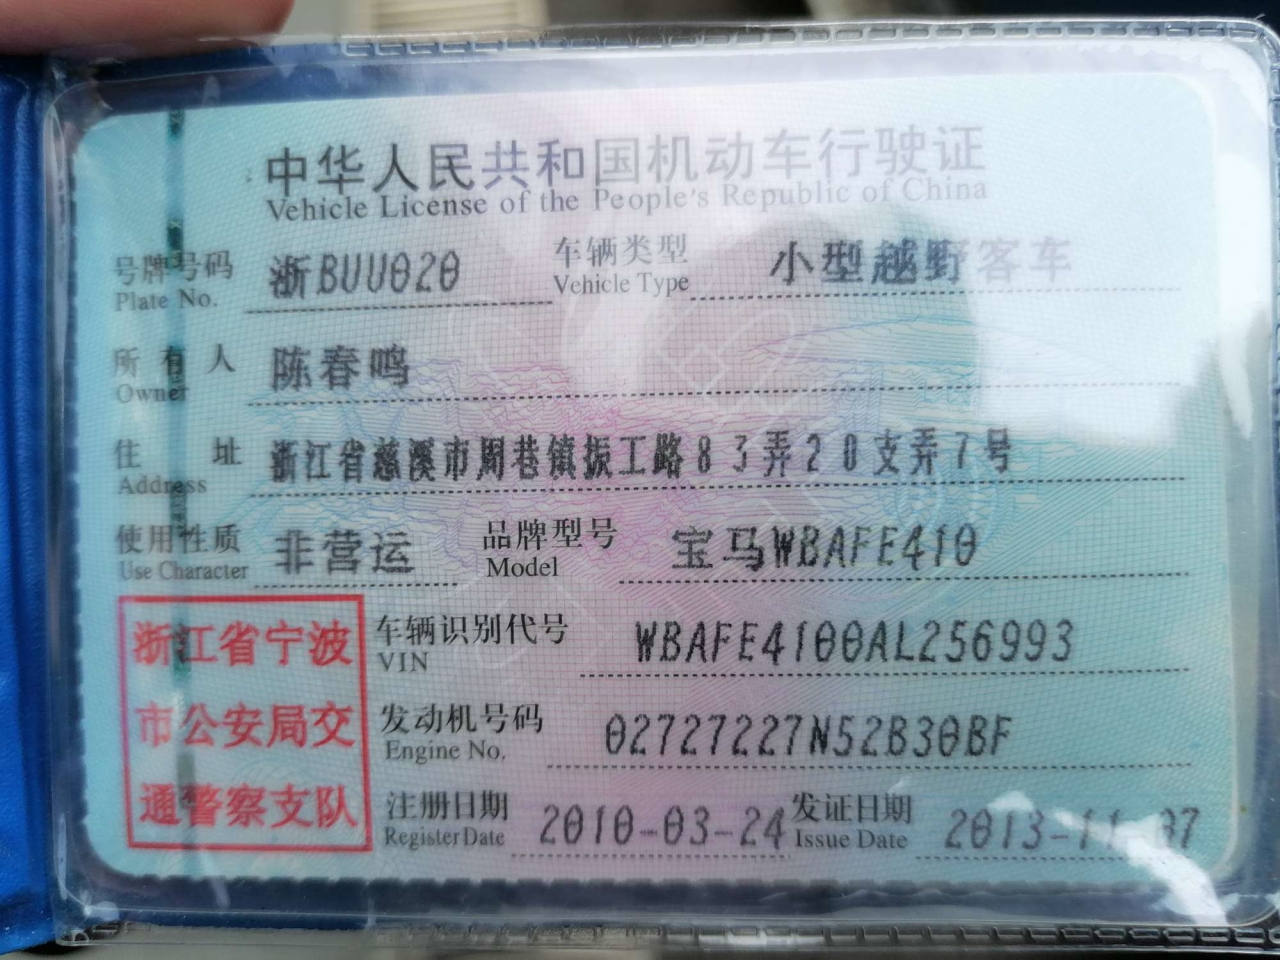 中华人民共和国机动车行驶证
Vehicle License of the People's Republic of China
号牌号码 浙BUU020 车辆类型 小型越野客车
Plate No. Vehicle Type
所有人 陈春鸣
Owner
住址 浙江省慈溪市周巷镇振工路83弄20支弄7号
Address
使用性质 非营运 品牌型号 宝马WBAFE410
Use Character Model
浙江省宁波
市公安局交
通警察支队
车辆识别代号 WBAFE4100AL256993
VIN
发动机号码 02727227N52B30BF
Engine No.
注册日期 2010-03-24 发证日期 2013-11-07
Register Date Issue Date